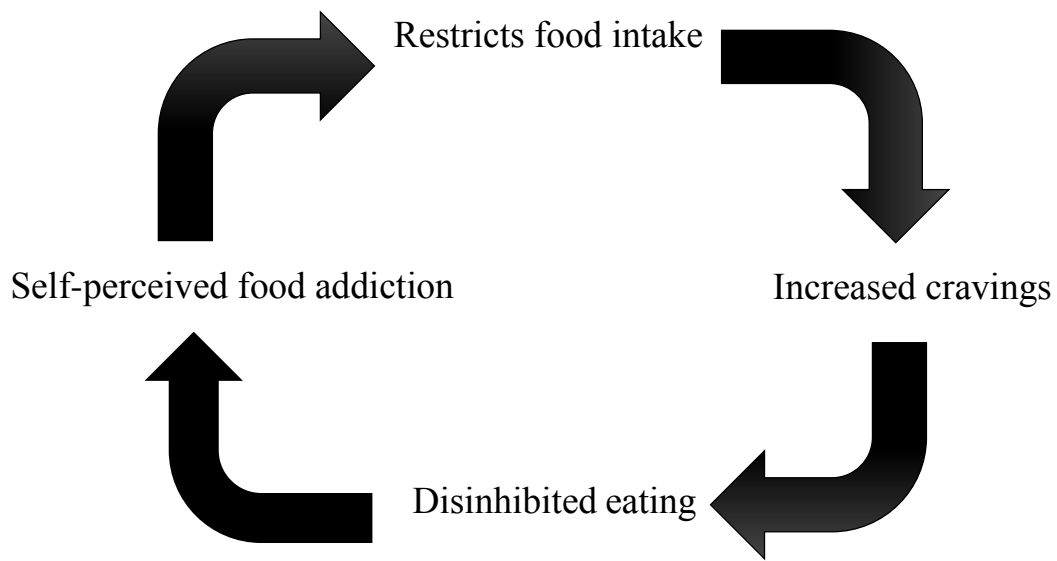 Restricts food intake
Self-perceived food addiction
Increased cravings
Disinhibited eating